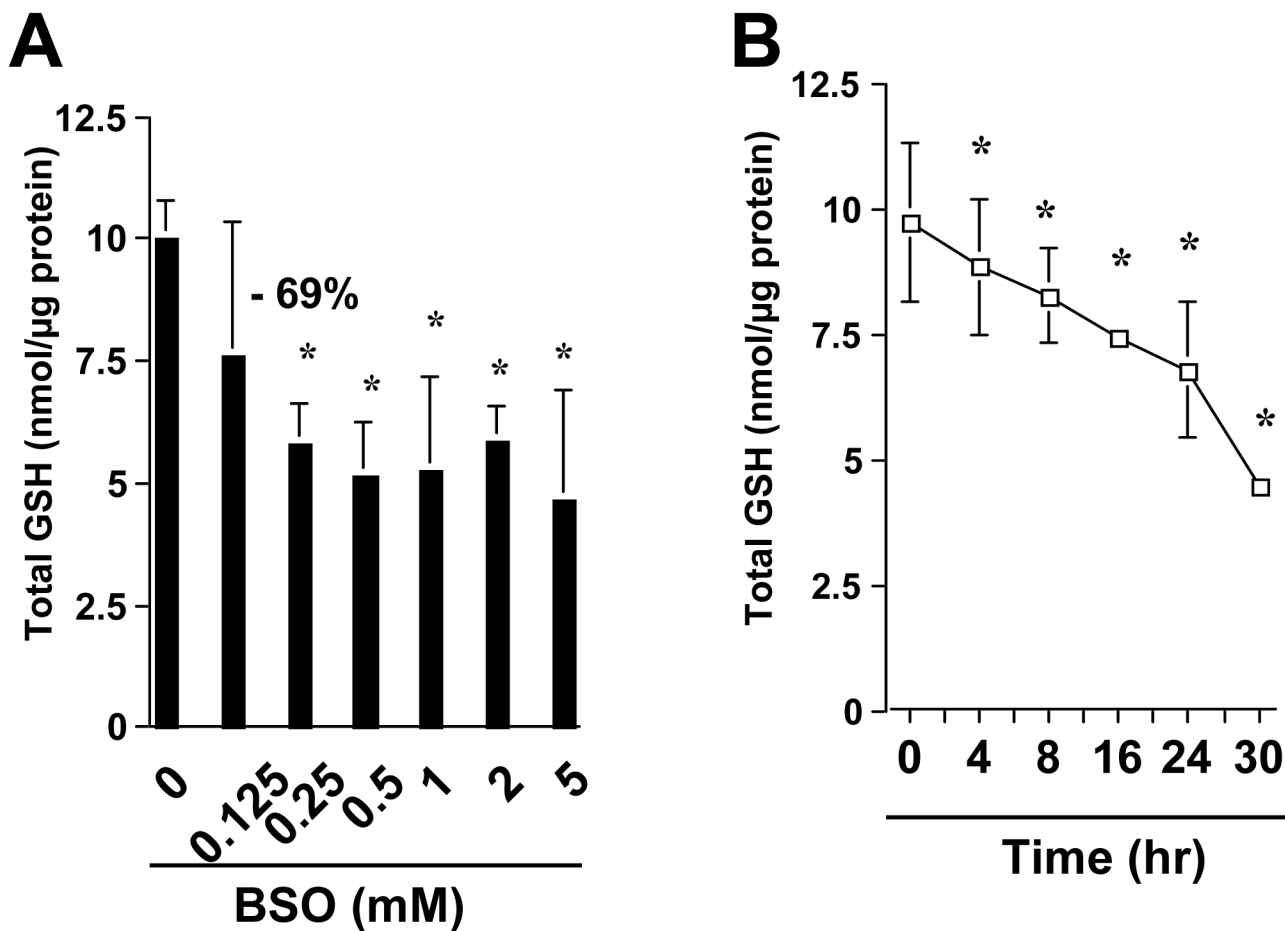 A
Total GSH (nmol/µg protein)
12.5
10
7.5
5
2.5
0
- 69%
* * * * *
0 0.125 0.25 0.5 1 2 5
BSO (mM)
B
Total GSH (nmol/µg protein)
12.5
10
7.5
5
2.5
0
* * * * *
0 4 8 16 24 30
Time (hr)